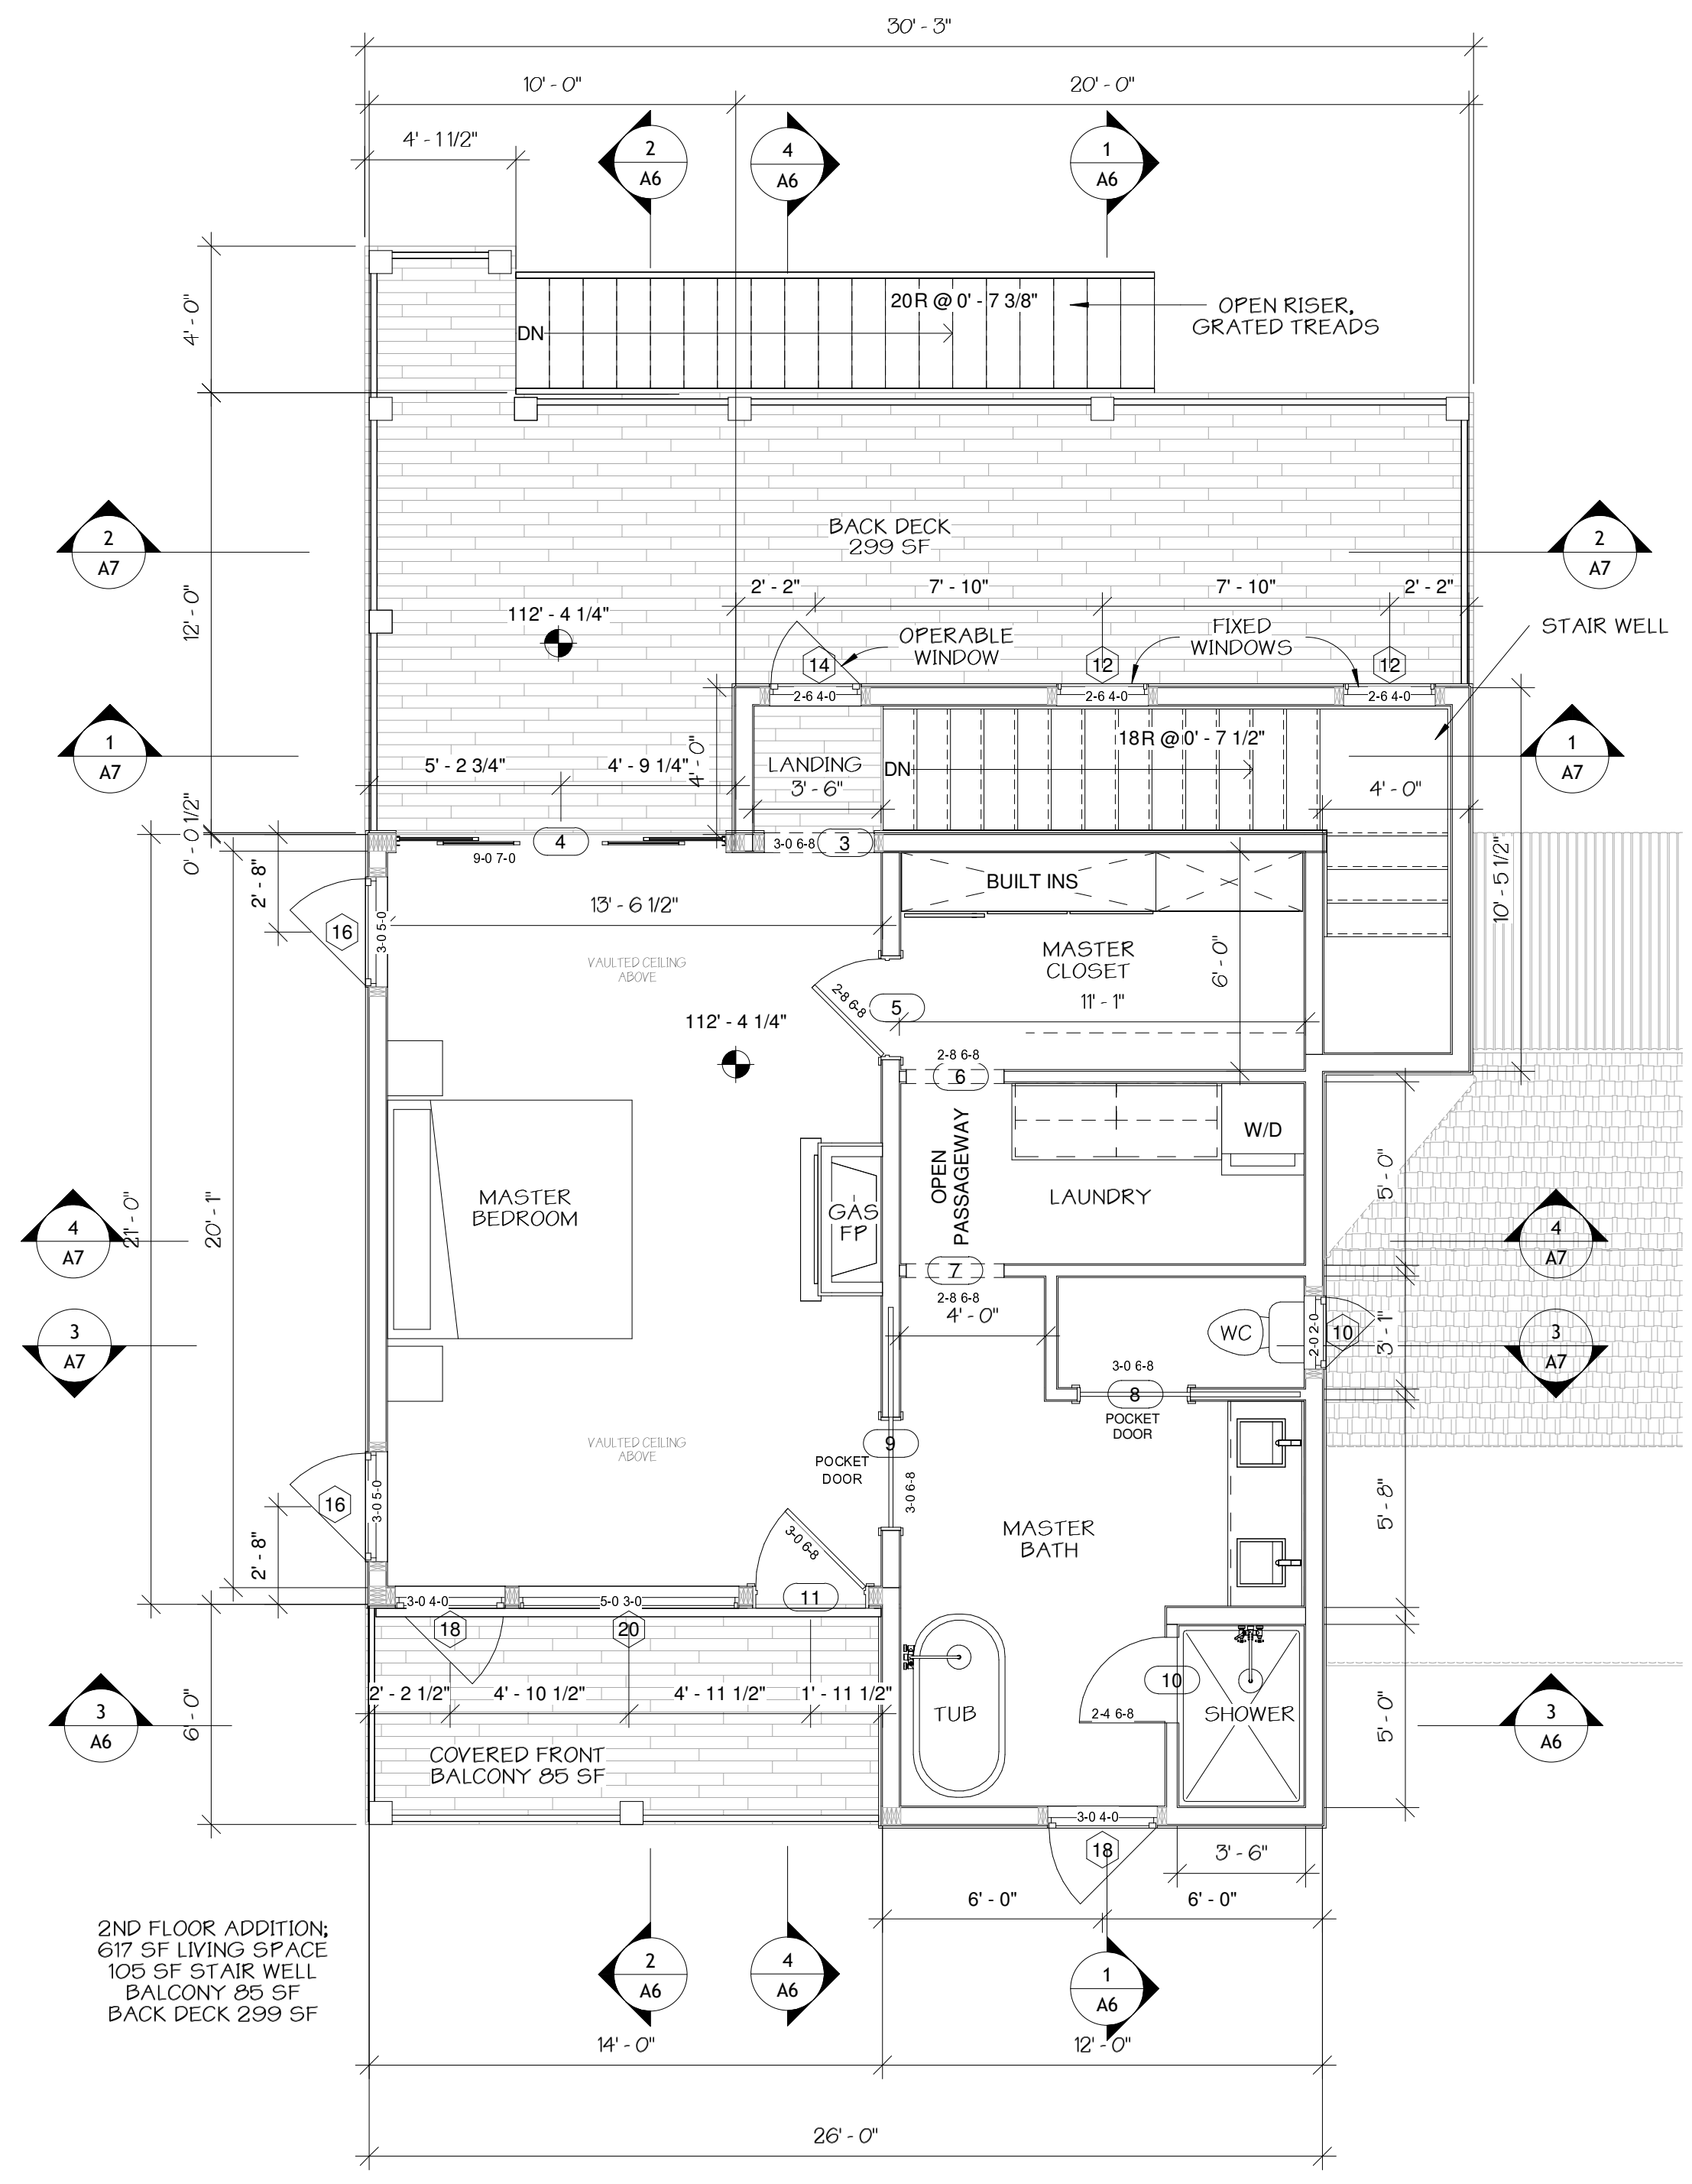 30' - 3"
10' - 0"
20' - 0"
4' - 1 1/2"
2
A6
4
A6
1
A6
4' - 0"
20R @ 0' - 7 3/8"
DN
OPEN RISER,
GRATED TREADS
BACK DECK
299 SF
2
A7
2
A7
12' - 0"
2' - 2"
7' - 10"
7' - 10"
2' - 2"
112' - 4 1/4"
OPERABLE
WINDOW
FIXED
WINDOWS
STAIR WELL
14
12
12
2-6 4-0
2-6 4-0
2-6 4-0
1
A7
1
A7
18R @ 0' - 7 1/2"
4' - 0"
5' - 2 3/4"
4' - 9 1/4"
LANDING
3' - 6"
DN
4' - 0"
0' - 0 1/2"
4
9-0 7-0
3-0 6-8
3
2' - 8"
10' - 5 1/2"
BUILT INS
13' - 6 1/2"
16
3-0 5-0
MASTER
CLOSET
6' - 0"
VAULTED CEILING
ABOVE
2-8 6-8
5
11' - 1"
112' - 4 1/4"
2-8 6-8
6
OPEN
PASSAGEWAY
W/D
5' - 0"
MASTER
BEDROOM
LAUNDRY
GAS
FP
4
A7
21' - 0"
20' - 1"
4
A7
7
2-8 6-8
4' - 0"
3
A7
WC
2-0 2-0
10
3' - 1"
3
A7
3-0 6-8
8
POCKET
DOOR
9
VAULTED CEILING
ABOVE
POCKET
DOOR
3-0 6-8
16
3-0 5-0
5' - 8"
2' - 8"
3-0 6-8
MASTER
BATH
3-0 4-0
5-0 3-0
11
18
20
2' - 2 1/2"
4' - 10 1/2"
4' - 11 1/2"
1' - 11 1/2"
10
2-4 6-8
TUB
SHOWER
5' - 0"
6' - 0"
3
A6
3
A6
COVERED FRONT
BALCONY 85 SF
3-0 4-0
18
3' - 6"
6' - 0"
6' - 0"
2ND FLOOR ADDITION;
617 SF LIVING SPACE
105 SF STAIR WELL
BALCONY 85 SF
BACK DECK 299 SF
2
A6
4
A6
1
A6
14' - 0"
12' - 0"
26' - 0"